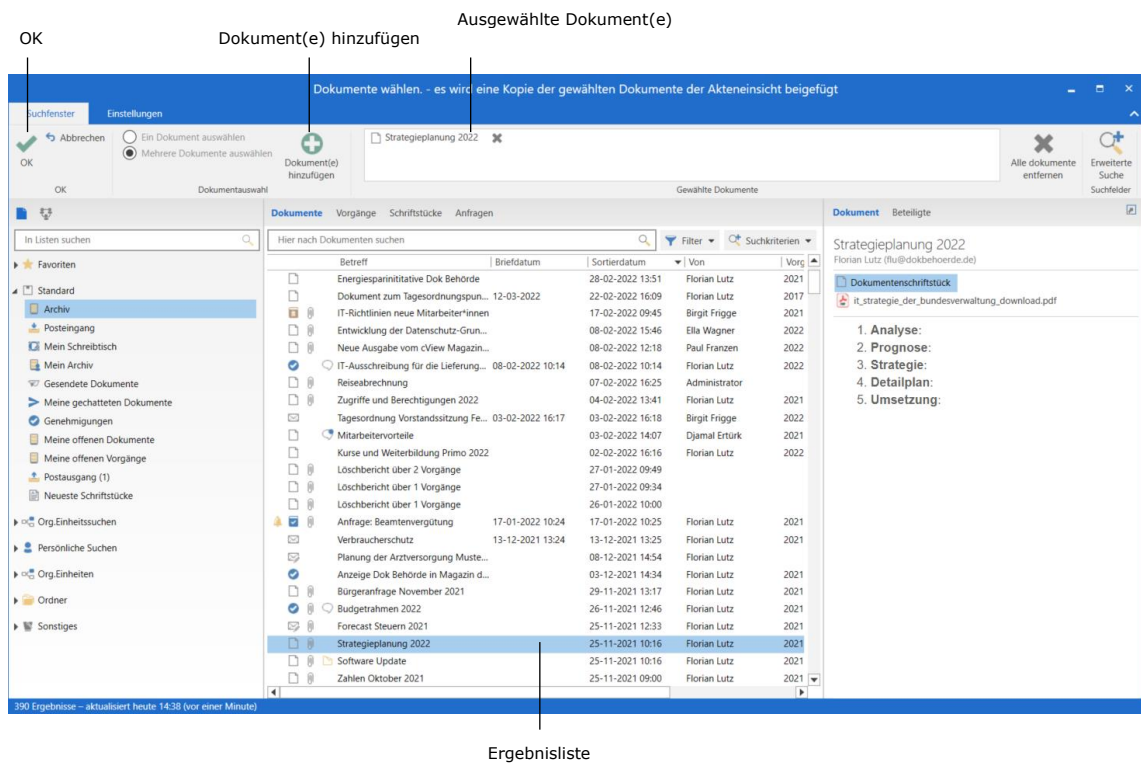 Ausgewählte Dokument(e)
OK
Dokument(e) hinzufügen
Dokumente wählen. - es wird eine Kopie der gewählten Dokumente der Akteneinsicht beigefügt
Suchfenster Einstellungen
OK
Abbrechen
OK
Ein Dokument auswählen
Mehrere Dokumente auswählen
Dokumentauswahl
Dokument(e)
hinzufügen
Strategieplanung 2022
Gewählte Dokumente
Alle dokumente
entfernen
Erweiterte
Suche
Suchfelder
In Listen suchen
Favoriten
Standard
Archiv
Posteingang
Mein Schreibtisch
Mein Archiv
Gesendete Dokumente
Meine gechatteten Dokumente
Genehmigungen
Meine offenen Dokumente
Meine offenen Vorgänge
Postausgang (1)
Neueste Schriftstücke
Org.Einheitssuchen
Persönliche Suchen
Org.Einheiten
Ordner
Sonstiges
Dokumente Vorgänge Schriftstücke Anfragen
Hier nach Dokumenten suchen Filter Suchkriterien
Betreff Briefdatum Sortierdatum Von Vorg
Energiesparinititative Dok Behörde 28-02-2022 13:51 Florian Lutz 2021
Dokument zum Tagesordnungspun... 12-03-2022 22-02-2022 16:09 Florian Lutz 2017
IT-Richtlinien neue Mitarbeiter*innen 17-02-2022 09:45 Birgit Frigge 2021
Entwicklung der Datenschutz-Grun... 08-02-2022 15:46 Ella Wagner 2022
Neue Ausgabe vom cView Magazin... 08-02-2022 12:18 Paul Franzen 2022
IT-Ausschreibung für die Lieferung... 08-02-2022 10:14 08-02-2022 10:14 Florian Lutz 2022
Reiseabrechnung 07-02-2022 16:25 Administrator
Zugriffe und Berechtigungen 2022 04-02-2022 13:41 Florian Lutz 2021
Tagesordnung Vorstandssitzung Fe... 03-02-2022 16:17 03-02-2022 16:18 Birgit Frigge 2022
Mitarbeitervorteile 03-02-2022 14:07 Djamal Ertürk 2021
Kurse und Weiterbildung Primo 2022 02-02-2022 16:16 Florian Lutz 2022
Löschbericht über 2 Vorgänge 27-01-2022 09:49
Löschbericht über 1 Vorgänge 27-01-2022 09:34
Löschbericht über 1 Vorgänge 26-01-2022 10:00
Anfrage: Beamtenvergütung 17-01-2022 10:24 17-01-2022 10:25 Florian Lutz 2021
Verbraucherschutz 13-12-2021 13:24 13-12-2021 13:25 Florian Lutz 2021
Planung der Arztversorgung Muste... 08-12-2021 14:54 Florian Lutz
Anzeige Dok Behörde in Magazin d... 03-12-2021 14:34 Florian Lutz 2021
Bürgeranfrage November 2021 29-11-2021 13:17 Florian Lutz 2021
Budgetrahmen 2022 26-11-2021 12:46 Florian Lutz 2021
Forecast Steuern 2021 25-11-2021 12:33 Florian Lutz 2021
Strategieplanung 2022 25-11-2021 10:16 Florian Lutz 2021
Software Update 25-11-2021 10:16 Florian Lutz 2021
Zahlen Oktober 2021 25-11-2021 09:00 Florian Lutz 2021
Dokument Beteiligte
Strategieplanung 2022
Florian Lutz (flu@dokbehoerde.de)
Dokumentenschriftstück
it_strategie_der_bundesverwaltung_download.pdf
1. Analyse:
2. Prognose:
3. Strategie:
4. Detailplan:
5. Umsetzung:
390 Ergebnisse – aktualisiert heute 14:38 (vor einer Minute)
Ergebnisliste